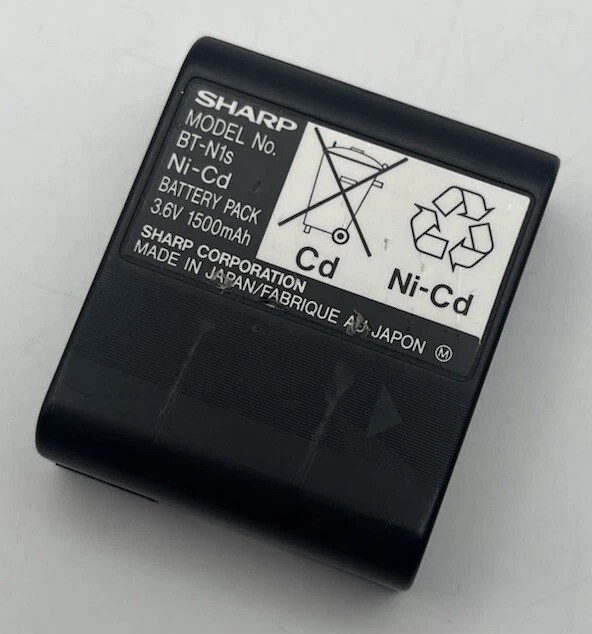 SHARP
MODEL No.
BT-N1s
Ni-Cd
BATTERY PACK
3.6V 1500mAh
SHARP CORPORATION
MADE IN JAPAN/FABRIQUE AU JAPON Ⓜ
Cd
Ni-Cd